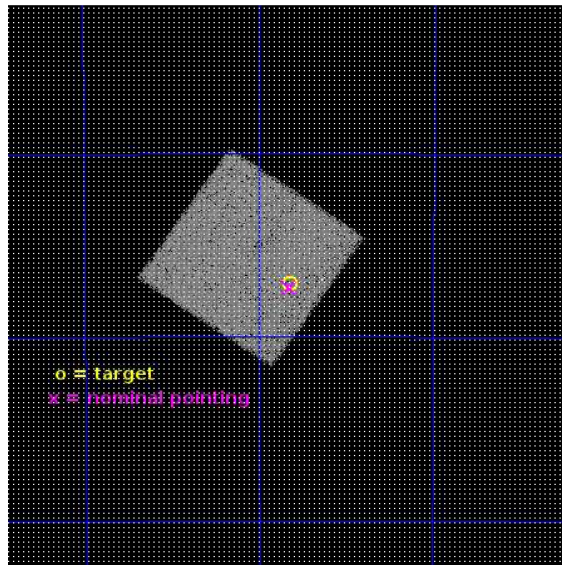 o = target
x = nominal pointing